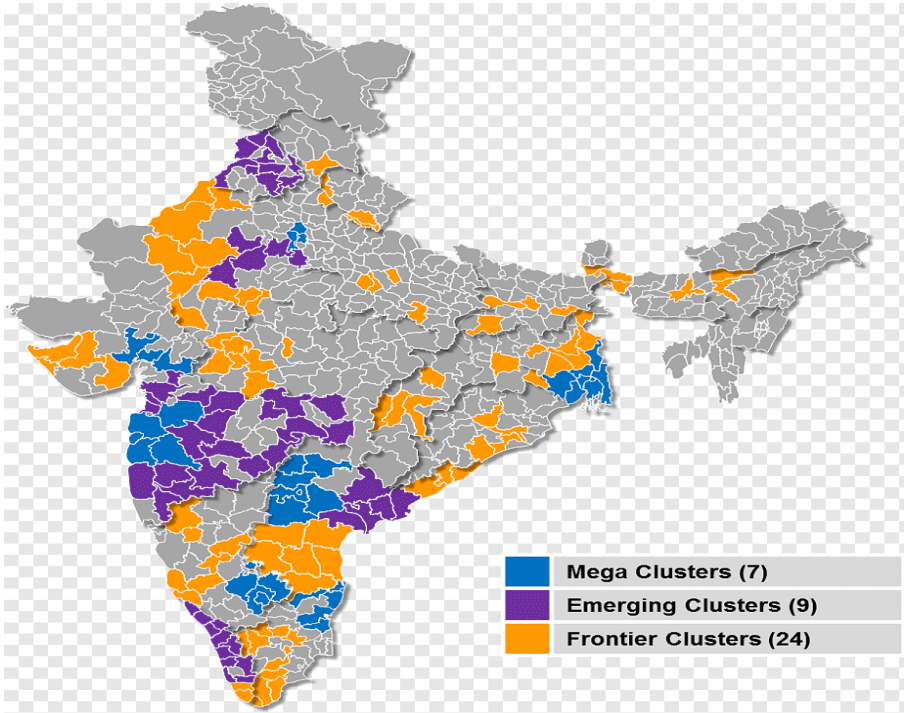 Mega Clusters (7)
Emerging Clusters (9)
Frontier Clusters (24)